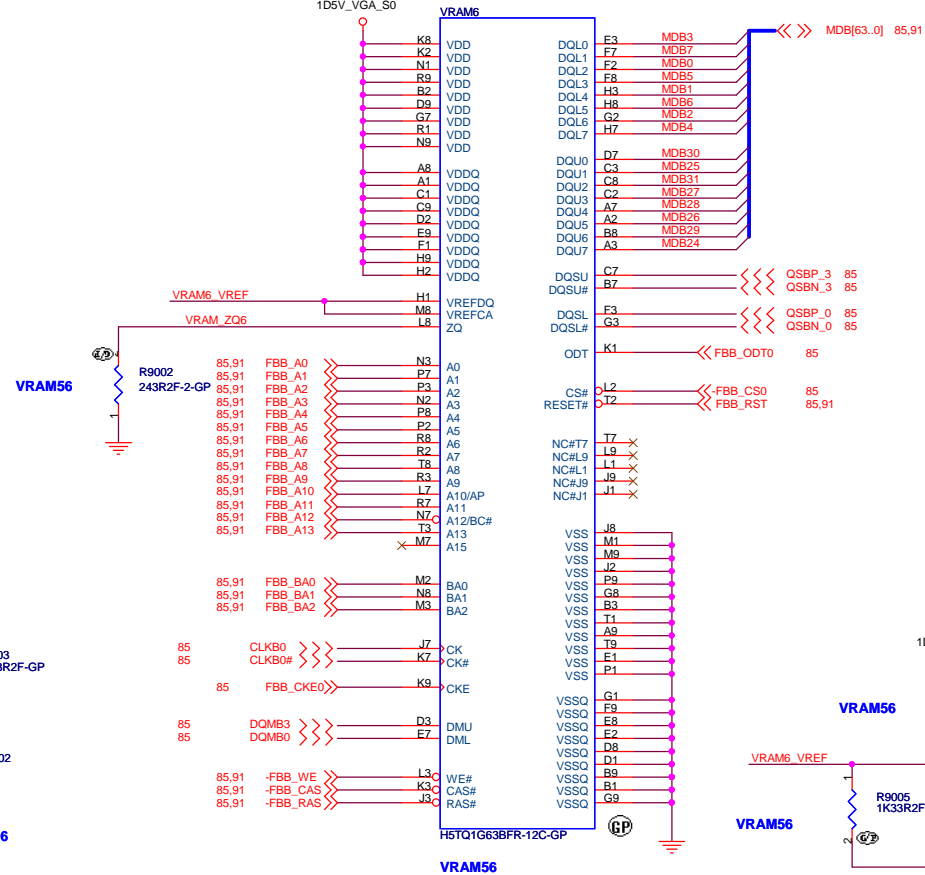 1D5V_VGA_S0
VRAM6
K8 VDD
K2 VDD
N1 VDD
R9 VDD
B2 VDD
D9 VDD
G7 VDD
R1 VDD
N9 VDD
A8 VDDQ
A1 VDDQ
C1 VDDQ
C9 VDDQ
D2 VDDQ
E9 VDDQ
F1 VDDQ
H9 VDDQ
H2 VDDQ
VRAM6_VREF H1 VREFDQ
M8 VREFCA
VRAM_ZQ6 L8 ZQ
2
R9002
243R2F-2-GP
1
VRAM56
85,91 FBB_A0 N3 A0
85,91 FBB_A1 P7 A1
85,91 FBB_A2 P3 A2
85,91 FBB_A3 N2 A3
85,91 FBB_A4 P8 A4
85,91 FBB_A5 P2 A5
85,91 FBB_A6 R8 A6
85,91 FBB_A7 R2 A7
85,91 FBB_A8 T8 A8
85,91 FBB_A9 R3 A9
85,91 FBB_A10 L7 A10/AP
85,91 FBB_A11 R7 A11
85,91 FBB_A12 N7 A12/BC#
85,91 FBB_A13 T3 A13
M7 A15
85,91 FBB_BA0 M2 BA0
85,91 FBB_BA1 N8 BA1
85,91 FBB_BA2 M3 BA2
85 CLKB0 J7 CK
85 CLKB0# K7 CK#
85 FBB_CKE0 K9 CKE
85 DQMB3 D3 DMU
85 DQMB0 E7 DML
85,91 -FBB_WE L3 WE#
85,91 -FBB_CAS K3 CAS#
85,91 -FBB_RAS J3 RAS#
DQL0 E3 MDB3
DQL1 F7 MDB7
DQL2 F2 MDB0
DQL3 F8 MDB5
DQL4 H3 MDB1
DQL5 H8 MDB6
DQL6 G2 MDB2
DQL7 H7 MDB4
MDB[63..0] 85,91
DQU0 D7 MDB30
DQU1 C3 MDB25
DQU2 C8 MDB31
DQU3 C2 MDB27
DQU4 A7 MDB28
DQU5 A2 MDB26
DQU6 B8 MDB29
DQU7 A3 MDB24
DQSU C7 QSBP_3 85
DQSU# B7 QSBN_3 85
DQSL F3 QSBP_0 85
DQSL# G3 QSBN_0 85
ODT K1 FBB_ODT0 85
CS# L2 -FBB_CS0 85
RESET# T2 FBB_RST 85,91
NC#T7 T7
NC#L9 L9
NC#L1 L1
NC#J9 J9
NC#J1 J1
VSS J8
VSS M1
VSS M9
VSS J2
VSS P9
VSS G8
VSS B3
VSS T1
VSS A9
VSS T9
VSS E1
VSS P1
VSSQ G1
VSSQ F9
VSSQ E8
VSSQ E2
VSSQ D8
VSSQ D1
VSSQ B9
VSSQ B1
VSSQ G9
H5TQ1G63BFR-12C-GP
GP
VRAM56
03
3R2F-GP
02
6
VRAM56
VRAM6_VREF
1
R9005
1K33R2F
2
VRAM56